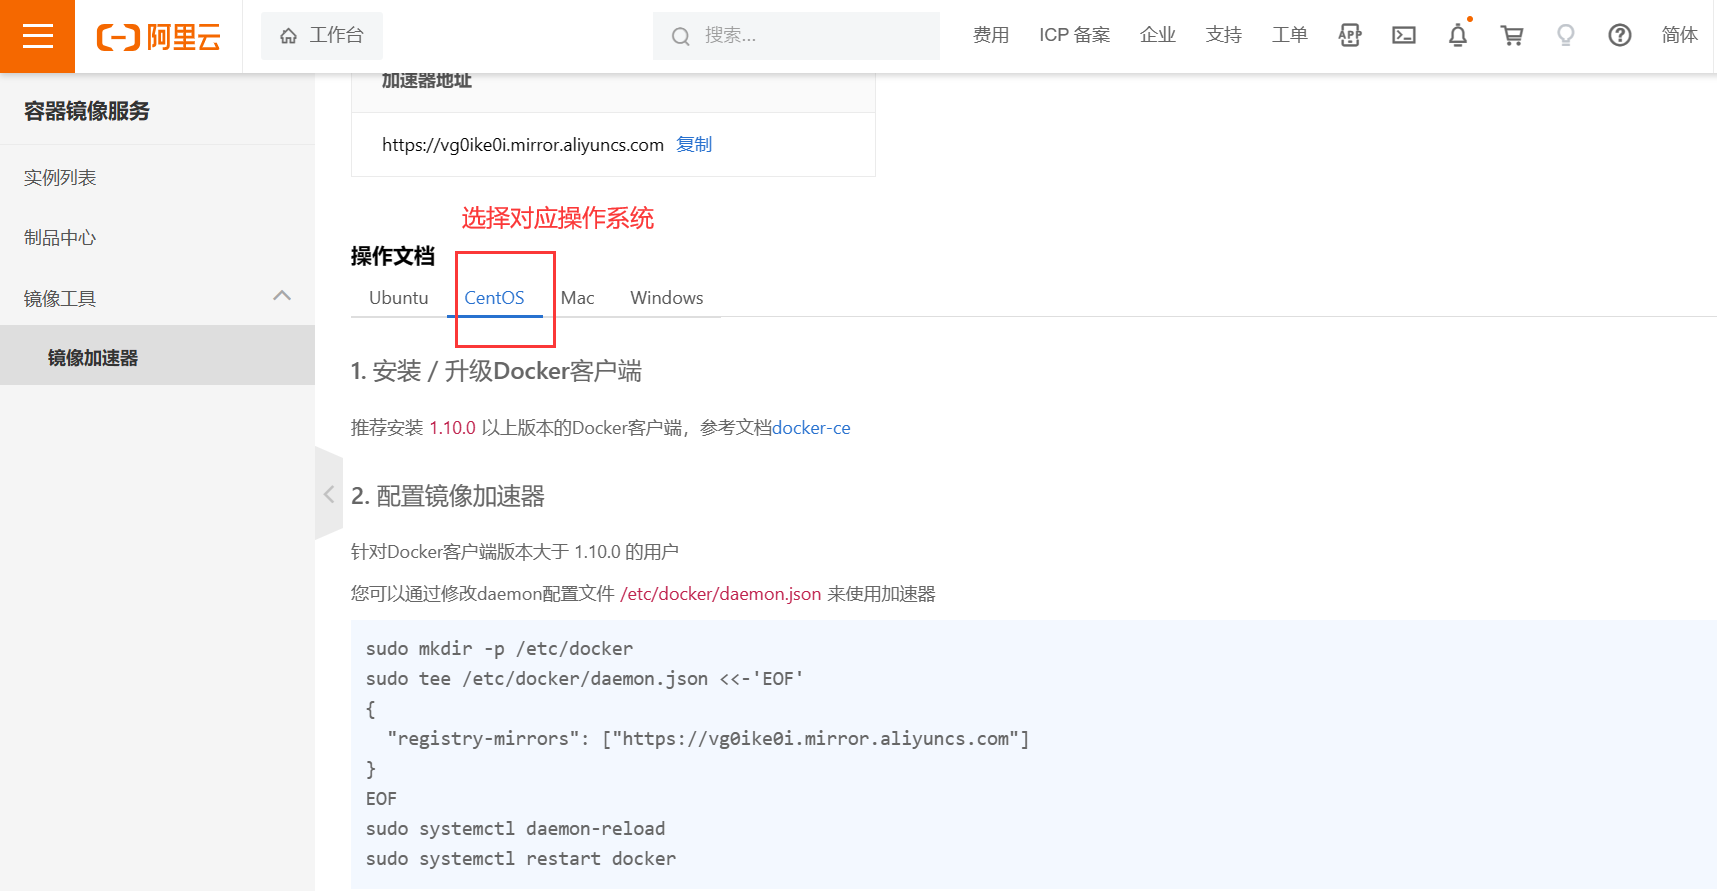 阿里云
工作台
搜索...
费用
ICP 备案
企业
支持
工单
APP
简体
容器镜像服务
实例列表
制品中心
镜像工具
镜像加速器
加速器地址
https://vg0ike0i.mirror.aliyuncs.com 复制
选择对应操作系统
操作文档
Ubuntu CentOS Mac Windows
1. 安装 / 升级Docker客户端
推荐安装 1.10.0 以上版本的Docker客户端，参考文档docker-ce
2. 配置镜像加速器
针对Docker客户端版本大于 1.10.0 的用户
您可以通过修改daemon配置文件 /etc/docker/daemon.json 来使用加速器
sudo mkdir -p /etc/docker
sudo tee /etc/docker/daemon.json <<-'EOF'
{
  "registry-mirrors": ["https://vg0ike0i.mirror.aliyuncs.com"]
}
EOF
sudo systemctl daemon-reload
sudo systemctl restart docker